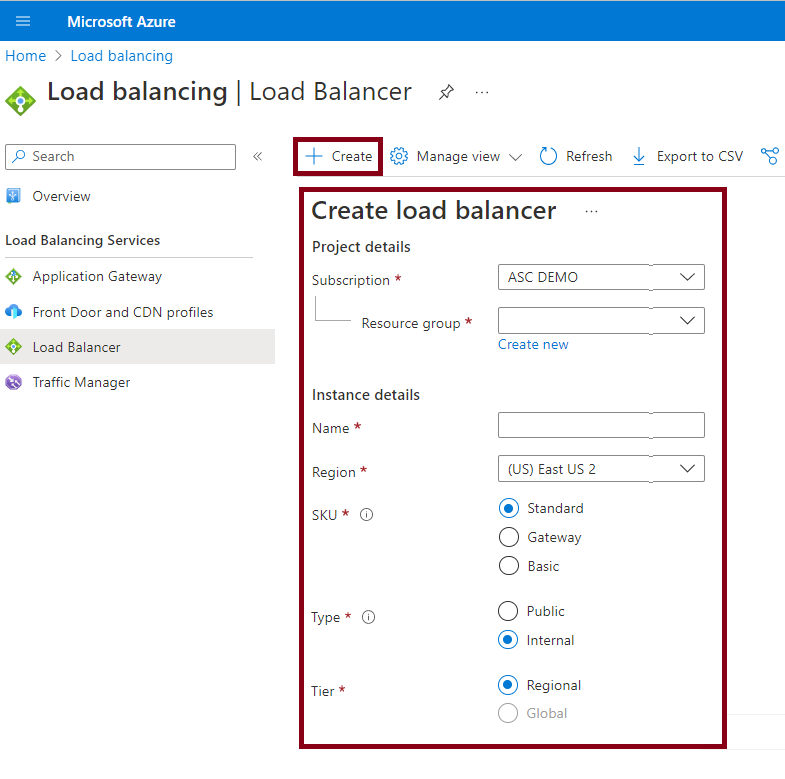 Microsoft Azure
Home > Load balancing
Load balancing | Load Balancer ...
Search «
+ Create Manage view Refresh Export to CSV
Overview
Load Balancing Services
Application Gateway
Front Door and CDN profiles
Load Balancer
Traffic Manager
Create load balancer ...
Project details
Subscription * ASC DEMO
Resource group *
Create new
Instance details
Name *
Region * (US) East US 2
SKU * Standard
Gateway
Basic
Type * Public
Internal
Tier * Regional
Global